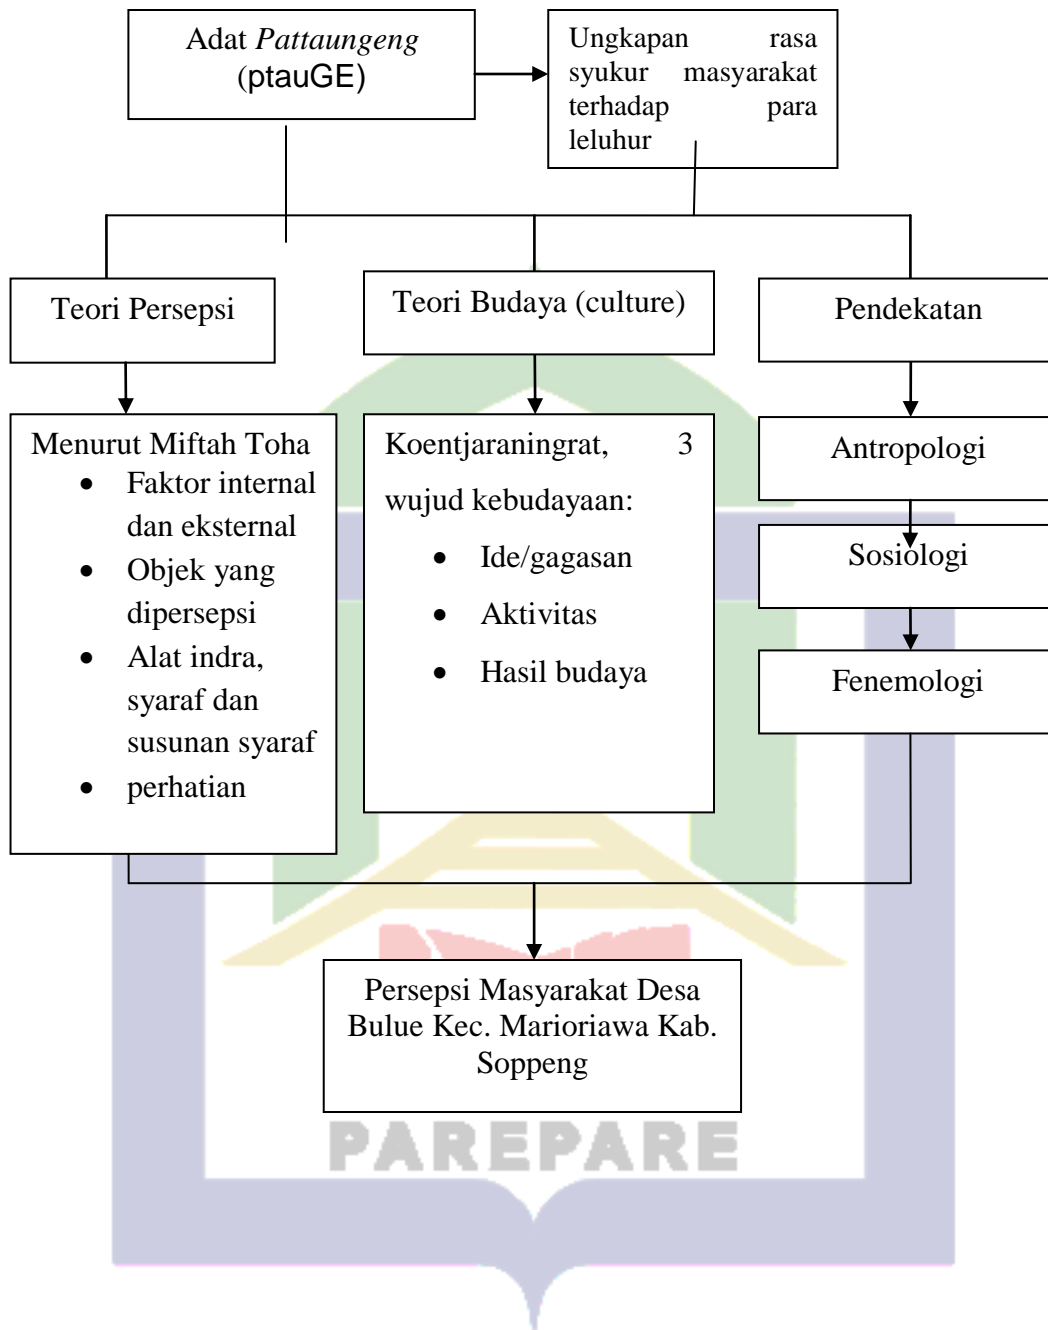 Adat Pattaungeng
(ptauGE)
Ungkapan rasa
syukur masyarakat
terhadap para
leluhur
Teori Persepsi
Teori Budaya (culture)
Pendekatan
Menurut Miftah Toha
• Faktor internal
dan eksternal
• Objek yang
dipersepsi
• Alat indra,
syaraf dan
susunan syaraf
• perhatian
Koentjaraningrat, 3
wujud kebudayaan:
• Ide/gagasan
• Aktivitas
• Hasil budaya
Antropologi
Sosiologi
Fenemologi
Persepsi Masyarakat Desa
Bulue Kec. Marioriawa Kab.
Soppeng
PAREPARE